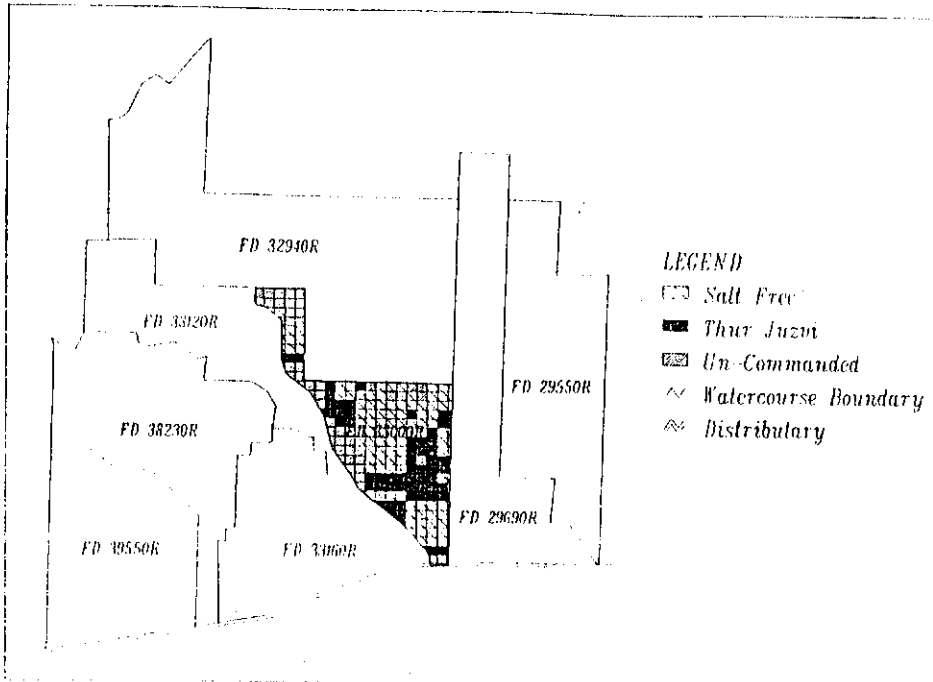 FD 32940R
FD 33120R
FD 38230R
FD 39550R
FD 33160R
FD 29690R
FD 29550R
LEGEND
Salt Free
Thur Juzvi
Un-Commanded
Watercourse Boundary
Distributary